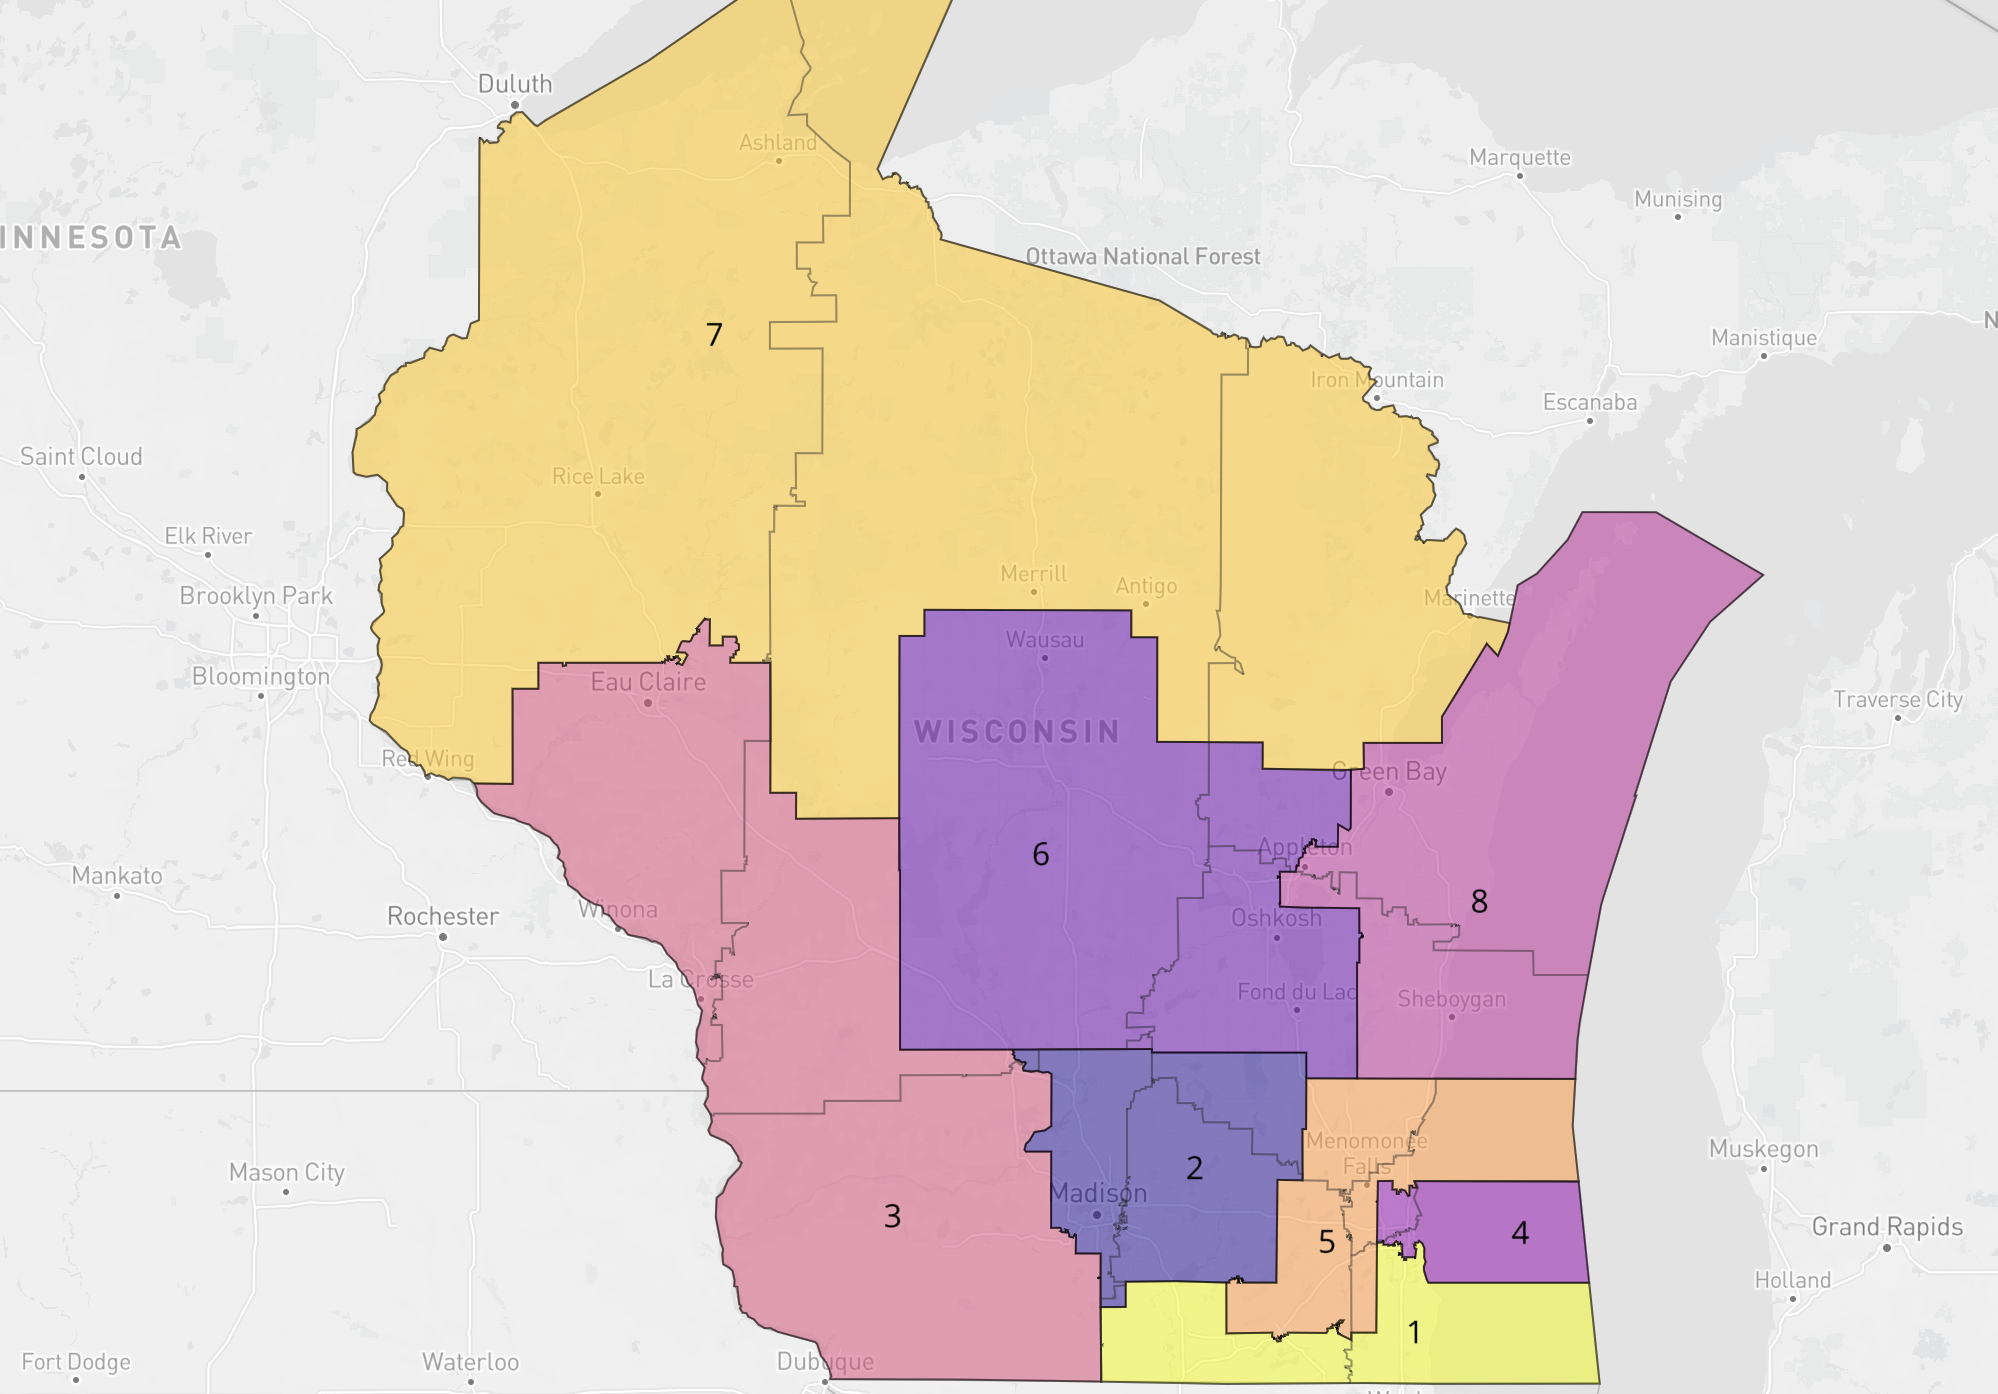 Duluth
Ashland
Marquette
Munising
INNESOTA
Ottawa National Forest
N
7
Manistique
Iron Mountain
Escanaba
Saint Cloud
Rice Lake
Elk River
Merrill
Antigo
Brooklyn Park
Marinette
Wausau
Bloomington
Eau Claire
Traverse City
WISCONSIN
Red Wing
Green Bay
Appleton
6
Mankato
8
Winona
Rochester
Oshkosh
La Crosse
Fond du Lac
Sheboygan
Menomonee
Falls
Muskegon
2
Mason City
Madison
3
5
4
Grand Rapids
Holland
1
Fort Dodge
Waterloo
Dubuque